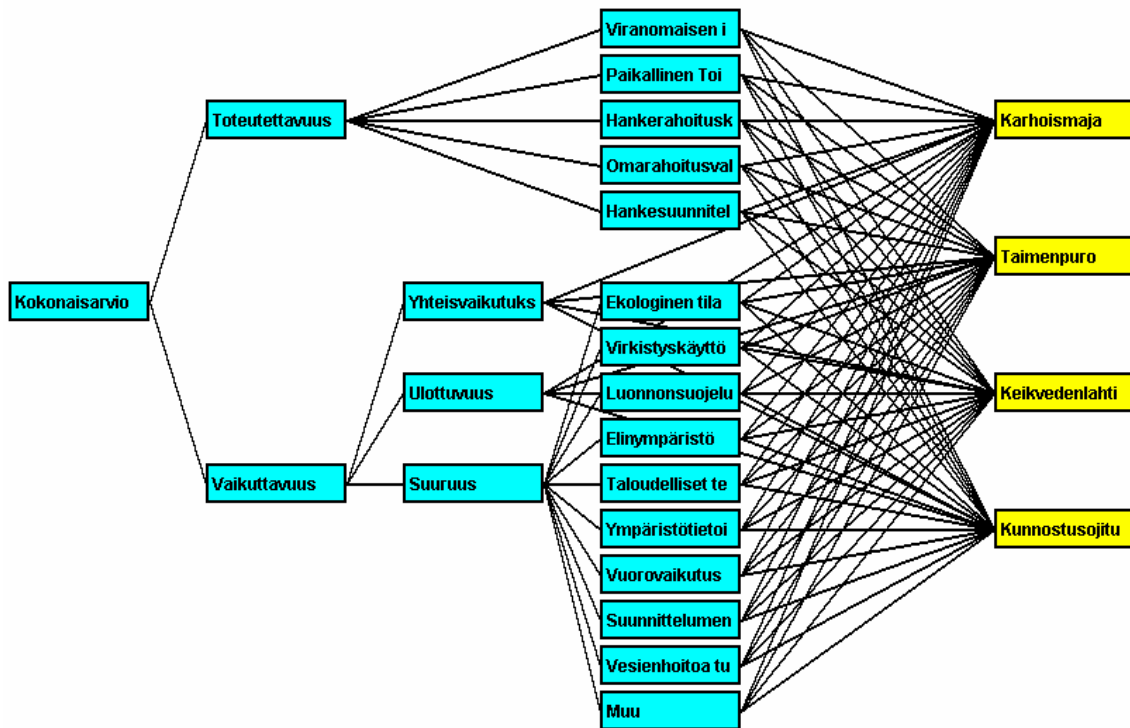 Viranomaisen i
Paikallinen Toi
Toteutettavuus
Hankerahoitusk
Karhoismaja
Omarahoitusval
Hankesuunnitel
Taimenpuro
Kokonaisarvio
Yhteisvaikutuks
Ekologinen tila
Virkistyskäyttö
Ulottuvuus
Luonnonsuojelu
Keikvedenlahti
Elinympäristö
Vaikuttavuus
Suuruus
Taloudelliset te
Ympäristötietoi
Kunnostusojitu
Vuorovaikutus
Suunnittelumen
Vesienhoitoa tu
Muu